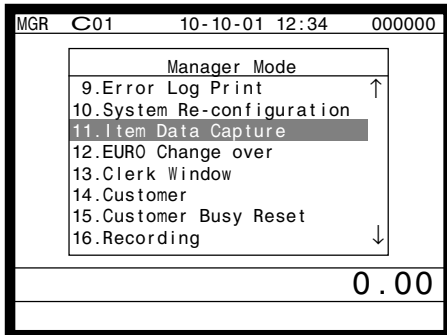 MGR C01 10-10-01 12:34 000000
Manager Mode
9.Error Log Print ↑
10.System Re-configuration
11.Item Data Capture
12.EURO Change over
13.Clerk Window
14.Customer
15.Customer Busy Reset
16.Recording ↓
0.00